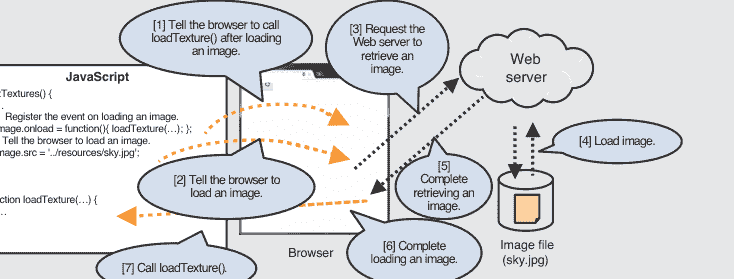 [1] Tell the browser to call
loadTexture() after loading
an image.
[3] Request the
Web server to
retrieve an
image.
Web
server
JavaScript
tTextures() {
..
Register the event on loading an image.
mage.onload = function(){ loadTexture(…); };
Tell the browser to load an image.
mage.src = '../resources/sky.jpg';
[4] Load image.
[2] Tell the browser to
load an image.
[5]
Complete
retrieving an
image.
ction loadTexture(…) {
..
Browser
[6] Complete
loading an image.
Image file
(sky.jpg)
[7] Call loadTexture().